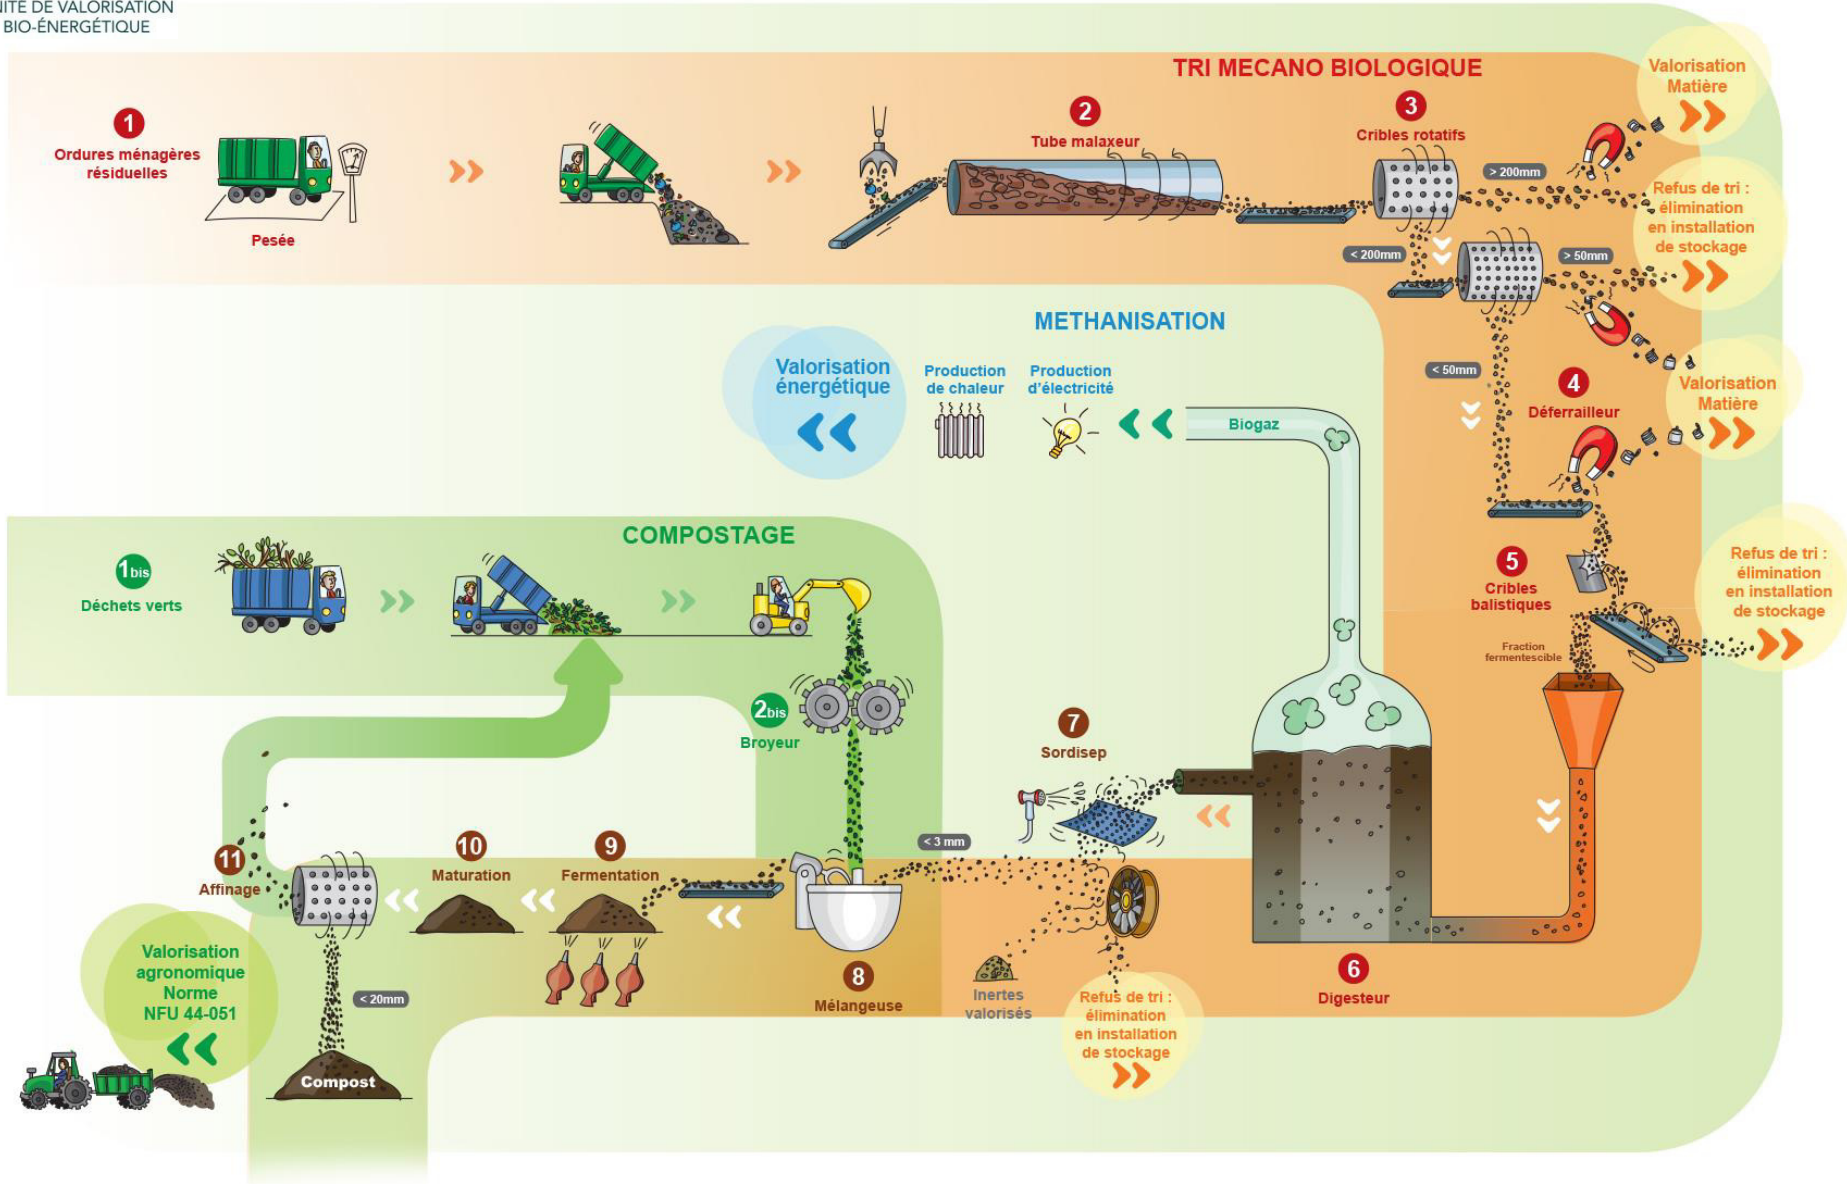 UNITÉ DE VALORISATION
BIO-ÉNERGÉTIQUE
TRI MECANO BIOLOGIQUE
1
Ordures ménagères
résiduelles
Pesée
2
Tube malaxeur
3
Cribles rotatifs
> 200mm
Valorisation
Matière
< 200mm
> 50mm
Refus de tri :
élimination
en installation
de stockage
< 50mm
4
Déferrailleur
Valorisation
Matière
5
Cribles
balistiques
Refus de tri :
élimination
en installation
de stockage
Fraction
fermentescible
METHANISATION
Valorisation
énergétique
Production
de chaleur
Production
d'électricité
Biogaz
6
Digesteur
7
Sordisep
< 3 mm
Inertes
valorisés
Refus de tri :
élimination
en installation
de stockage
COMPOSTAGE
1bis
Déchets verts
2bis
Broyeur
8
Mélangeuse
9
Fermentation
10
Maturation
11
Affinage
< 20mm
Compost
Valorisation
agronomique
Norme
NFU 44-051